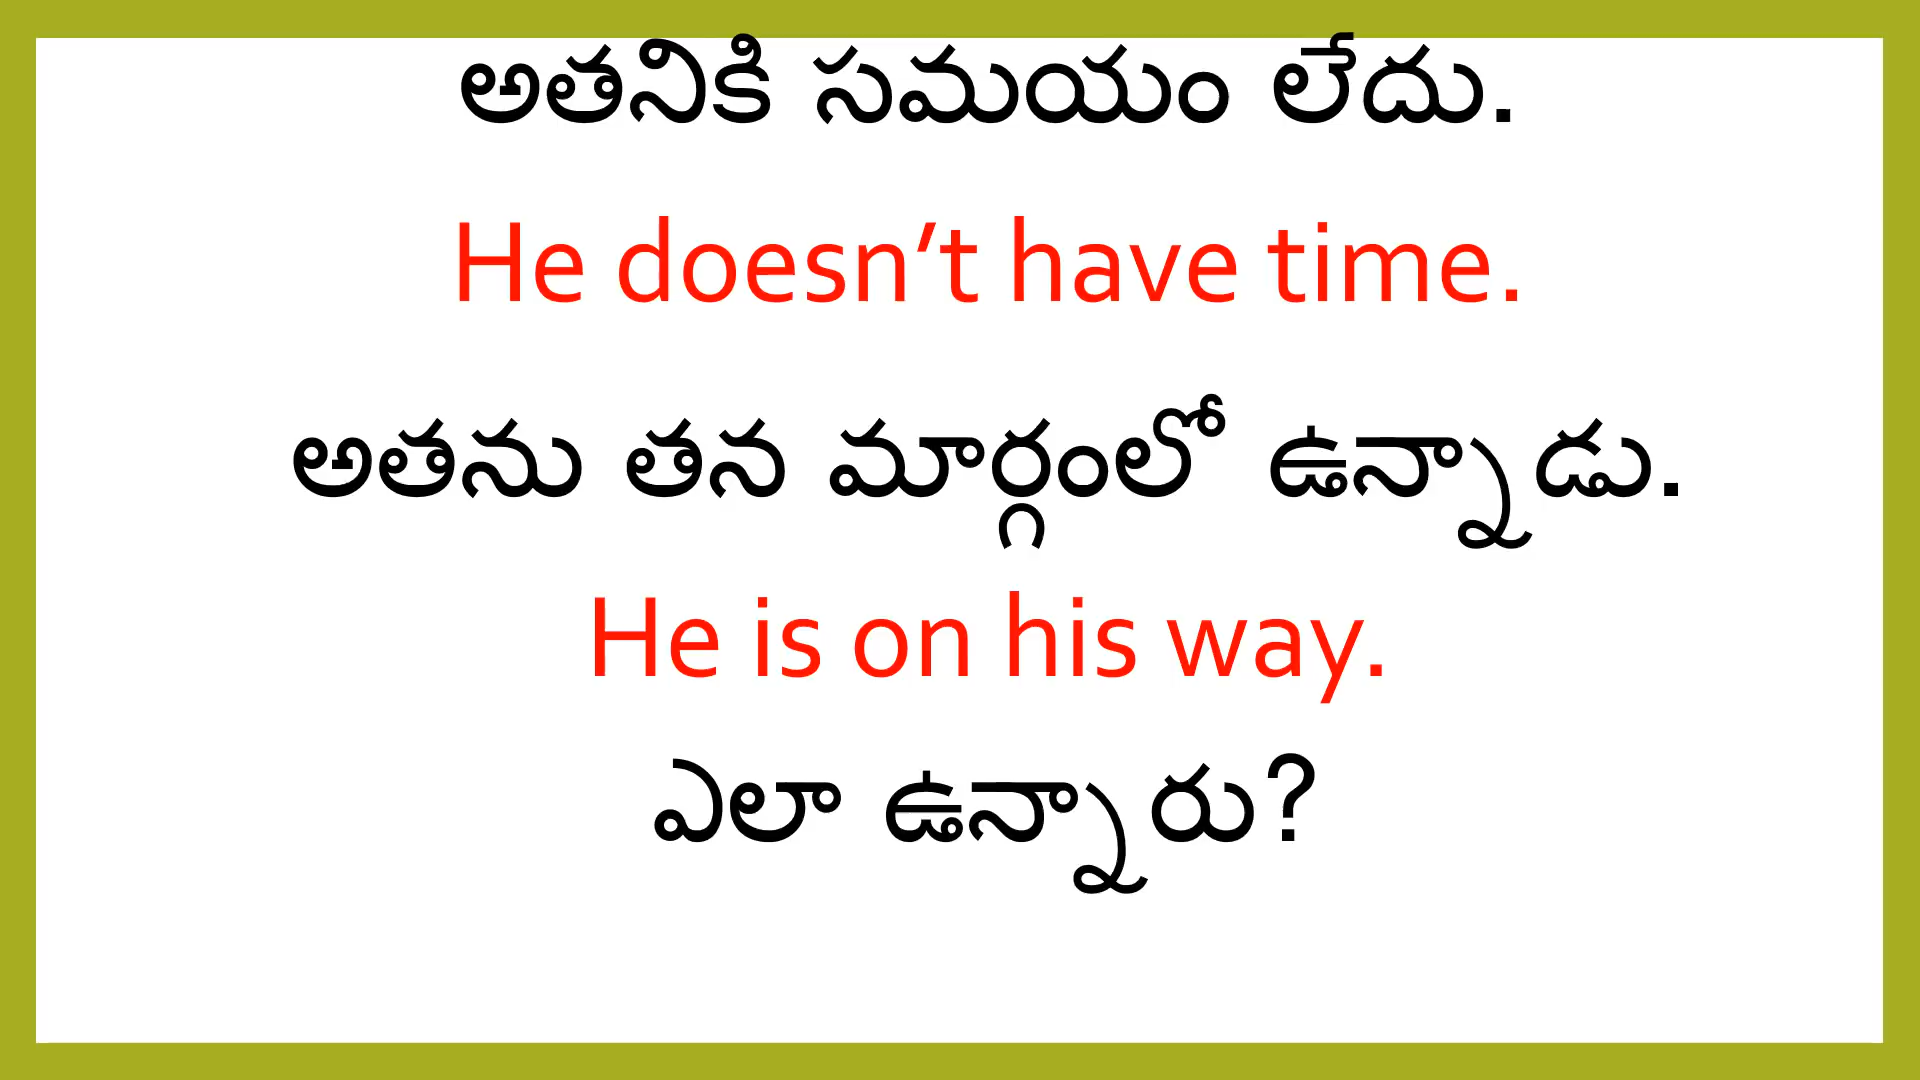 అతనికి సమయం లేదు.
He doesn’t have time.
అతను తన మార్గంలో ఉన్నాడు.
He is on his way.
ఎలా ఉన్నారు?